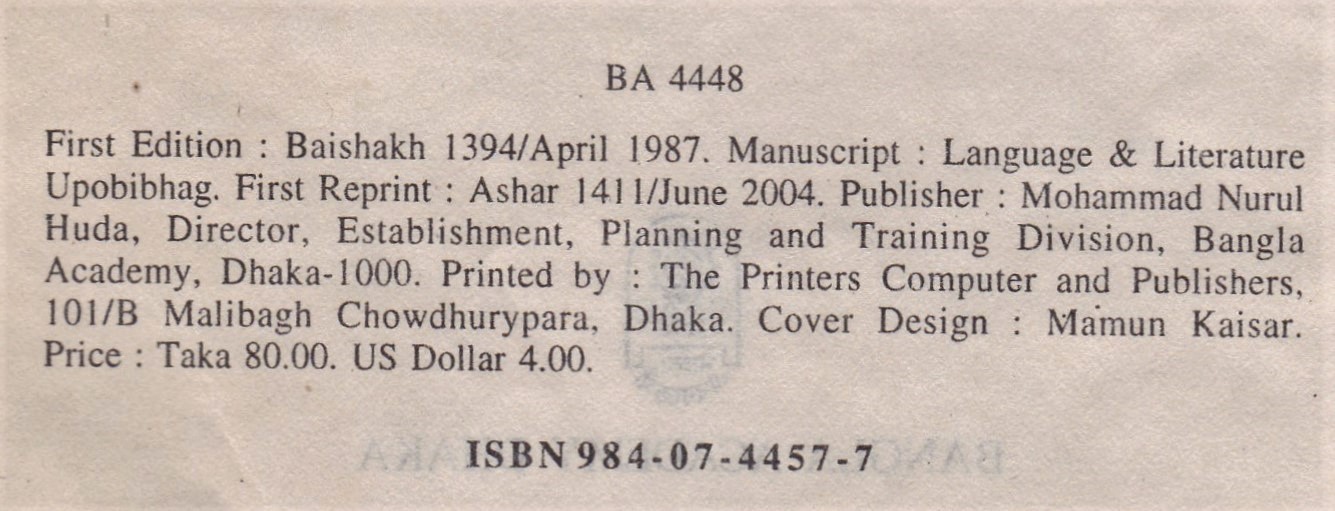 BA 4448
First Edition : Baishakh 1394/April 1987. Manuscript : Language & Literature
Upobibhag. First Reprint : Ashar 1411/June 2004. Publisher : Mohammad Nurul
Huda, Director, Establishment, Planning and Training Division, Bangla
Academy, Dhaka-1000. Printed by : The Printers Computer and Publishers,
101/B Malibagh Chowdhurypara, Dhaka. Cover Design : Mamun Kaisar.
Price : Taka 80.00. US Dollar 4.00.
ISBN 984-07-4457-7